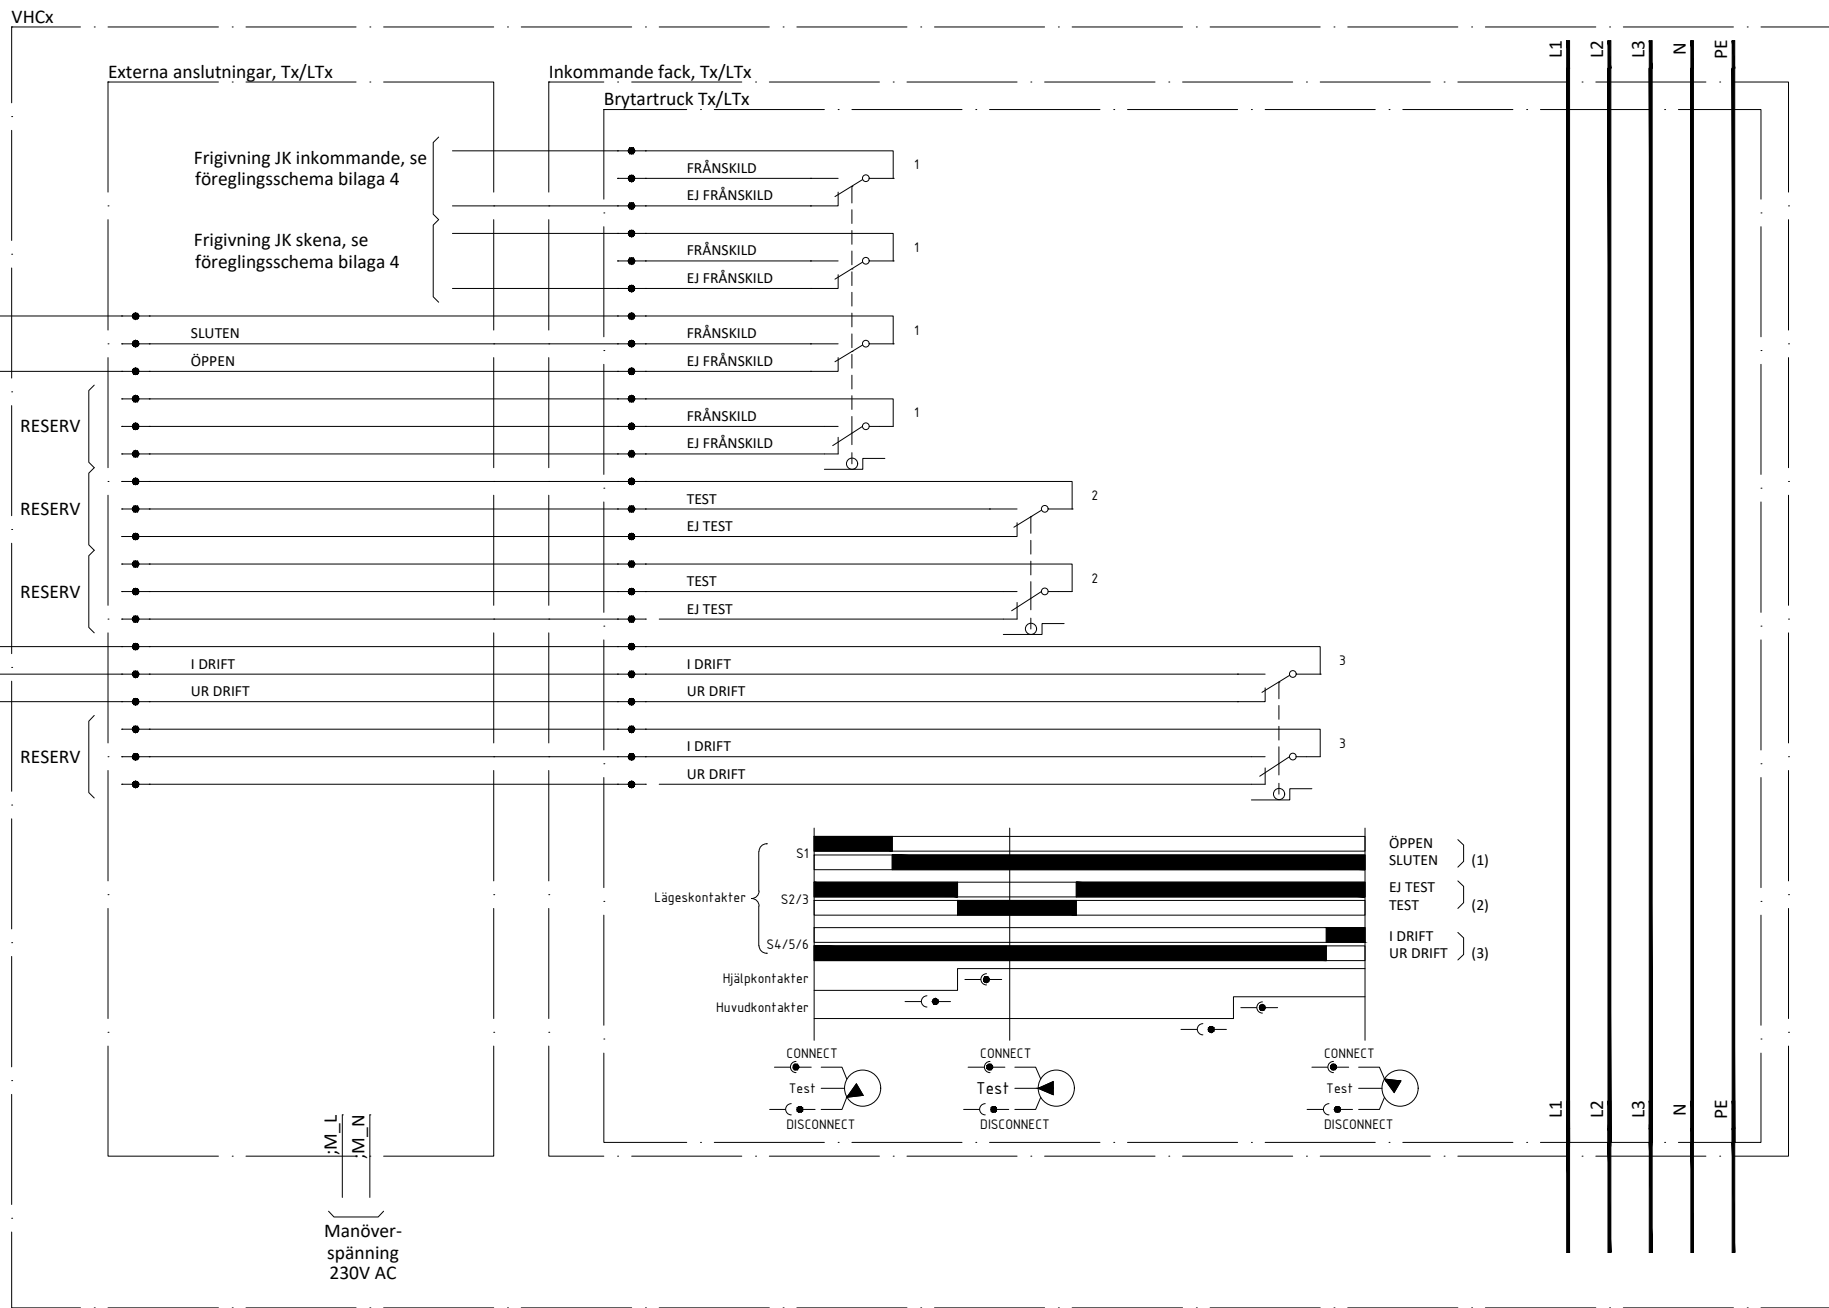 VHCx
Externa anslutningar, Tx/LTx
Inkommande fack, Tx/LTx
Brytartruck Tx/LTx
L1
L2
L3
N
PE
Frigivning JK inkommande, se
föreglingsschema bilaga 4
FRÅNSKILD
EJ FRÅNSKILD
1
Frigivning JK skena, se
föreglingsschema bilaga 4
FRÅNSKILD
EJ FRÅNSKILD
1
SLUTEN
ÖPPEN
FRÅNSKILD
EJ FRÅNSKILD
1
RESERV
FRÅNSKILD
EJ FRÅNSKILD
1
RESERV
TEST
EJ TEST
2
RESERV
TEST
EJ TEST
2
I DRIFT
UR DRIFT
I DRIFT
UR DRIFT
3
RESERV
I DRIFT
UR DRIFT
3
Lägeskontakter
S1
ÖPPEN
SLUTEN
(1)
S2/3
EJ TEST
TEST
(2)
S4/5/6
I DRIFT
UR DRIFT
(3)
Hjälpkontakter
Huvudkontakter
CONNECT
Test
DISCONNECT
CONNECT
Test
DISCONNECT
CONNECT
Test
DISCONNECT
L1
L2
L3
N
PE
;M_L
;M_N
Manöver-
spänning
230V AC